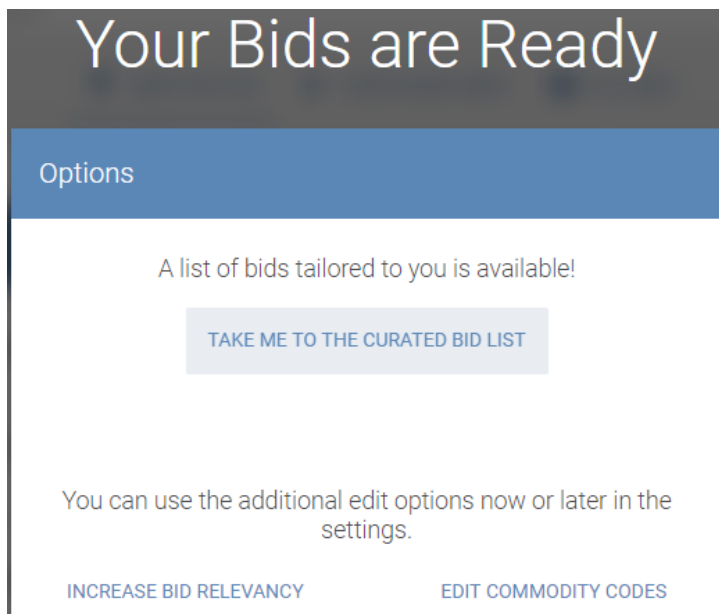 Your Bids are Ready
Options
A list of bids tailored to you is available!
TAKE ME TO THE CURATED BID LIST
You can use the additional edit options now or later in the
settings.
INCREASE BID RELEVANCY
EDIT COMMODITY CODES